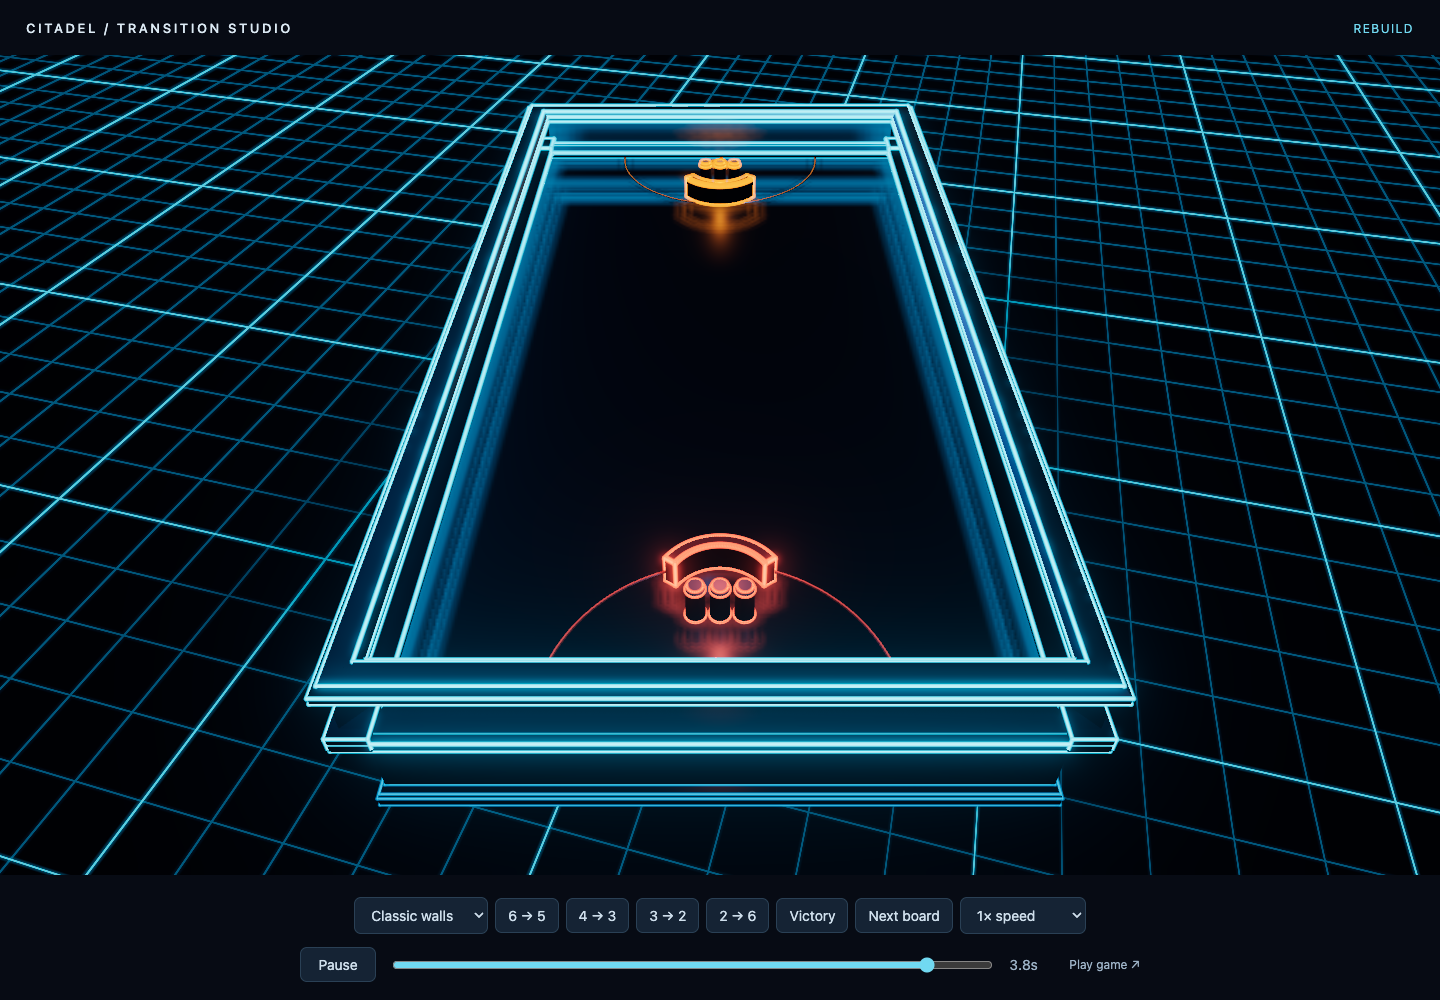 CITADEL / TRANSITION STUDIO
REBUILD
Classic walls 6 → 5 4 → 3 3 → 2 2 → 6 Victory Next board 1× speed
Pause 3.8s Play game ↗